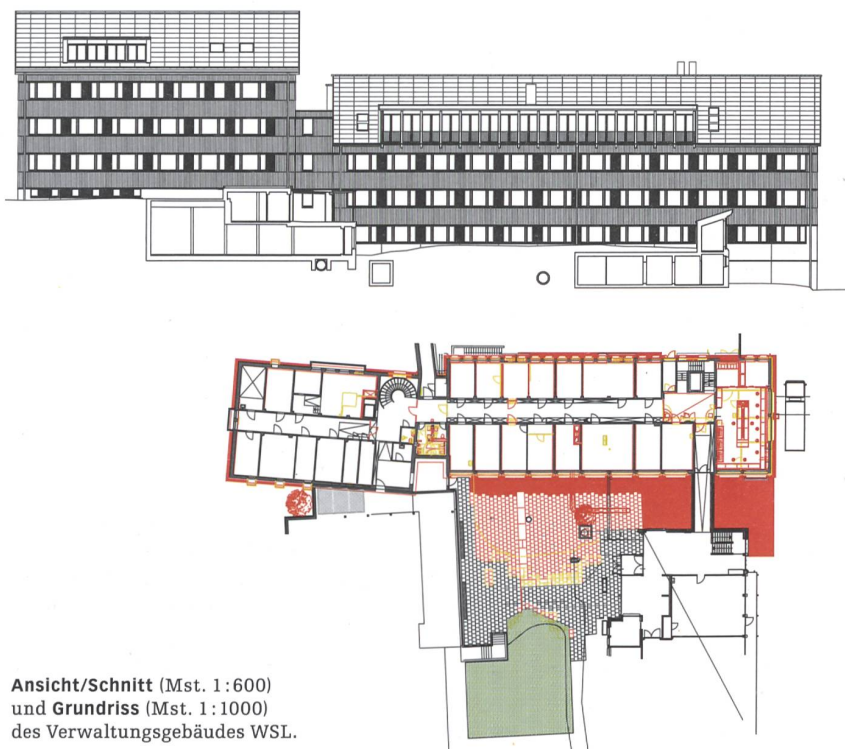 Ansicht/Schnitt (Mst. 1:600)
und Grundriss (Mst. 1:1000)
des Verwaltungsgebäudes WSL.